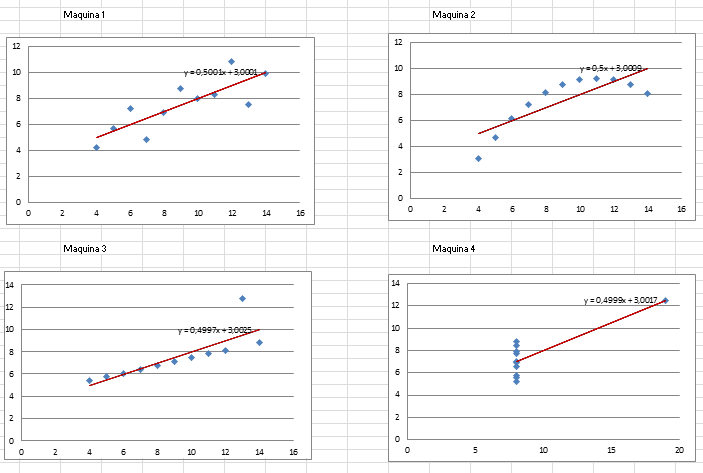 Maquina 1
12
10
8
6
4
2
0
0 2 4 6 8 10 12 14 16
y = 0,5001x + 3,0001
Maquina 2
12
10
8
6
4
2
0
0 2 4 6 8 10 12 14 16
y = 0,5x + 3,0009
Maquina 3
14
12
10
8
6
4
2
0
0 2 4 6 8 10 12 14 16
y = 0,4997x + 3,0025
Maquina 4
14
12
10
8
6
4
2
0
0 5 10 15 20
y = 0,4999x + 3,0017